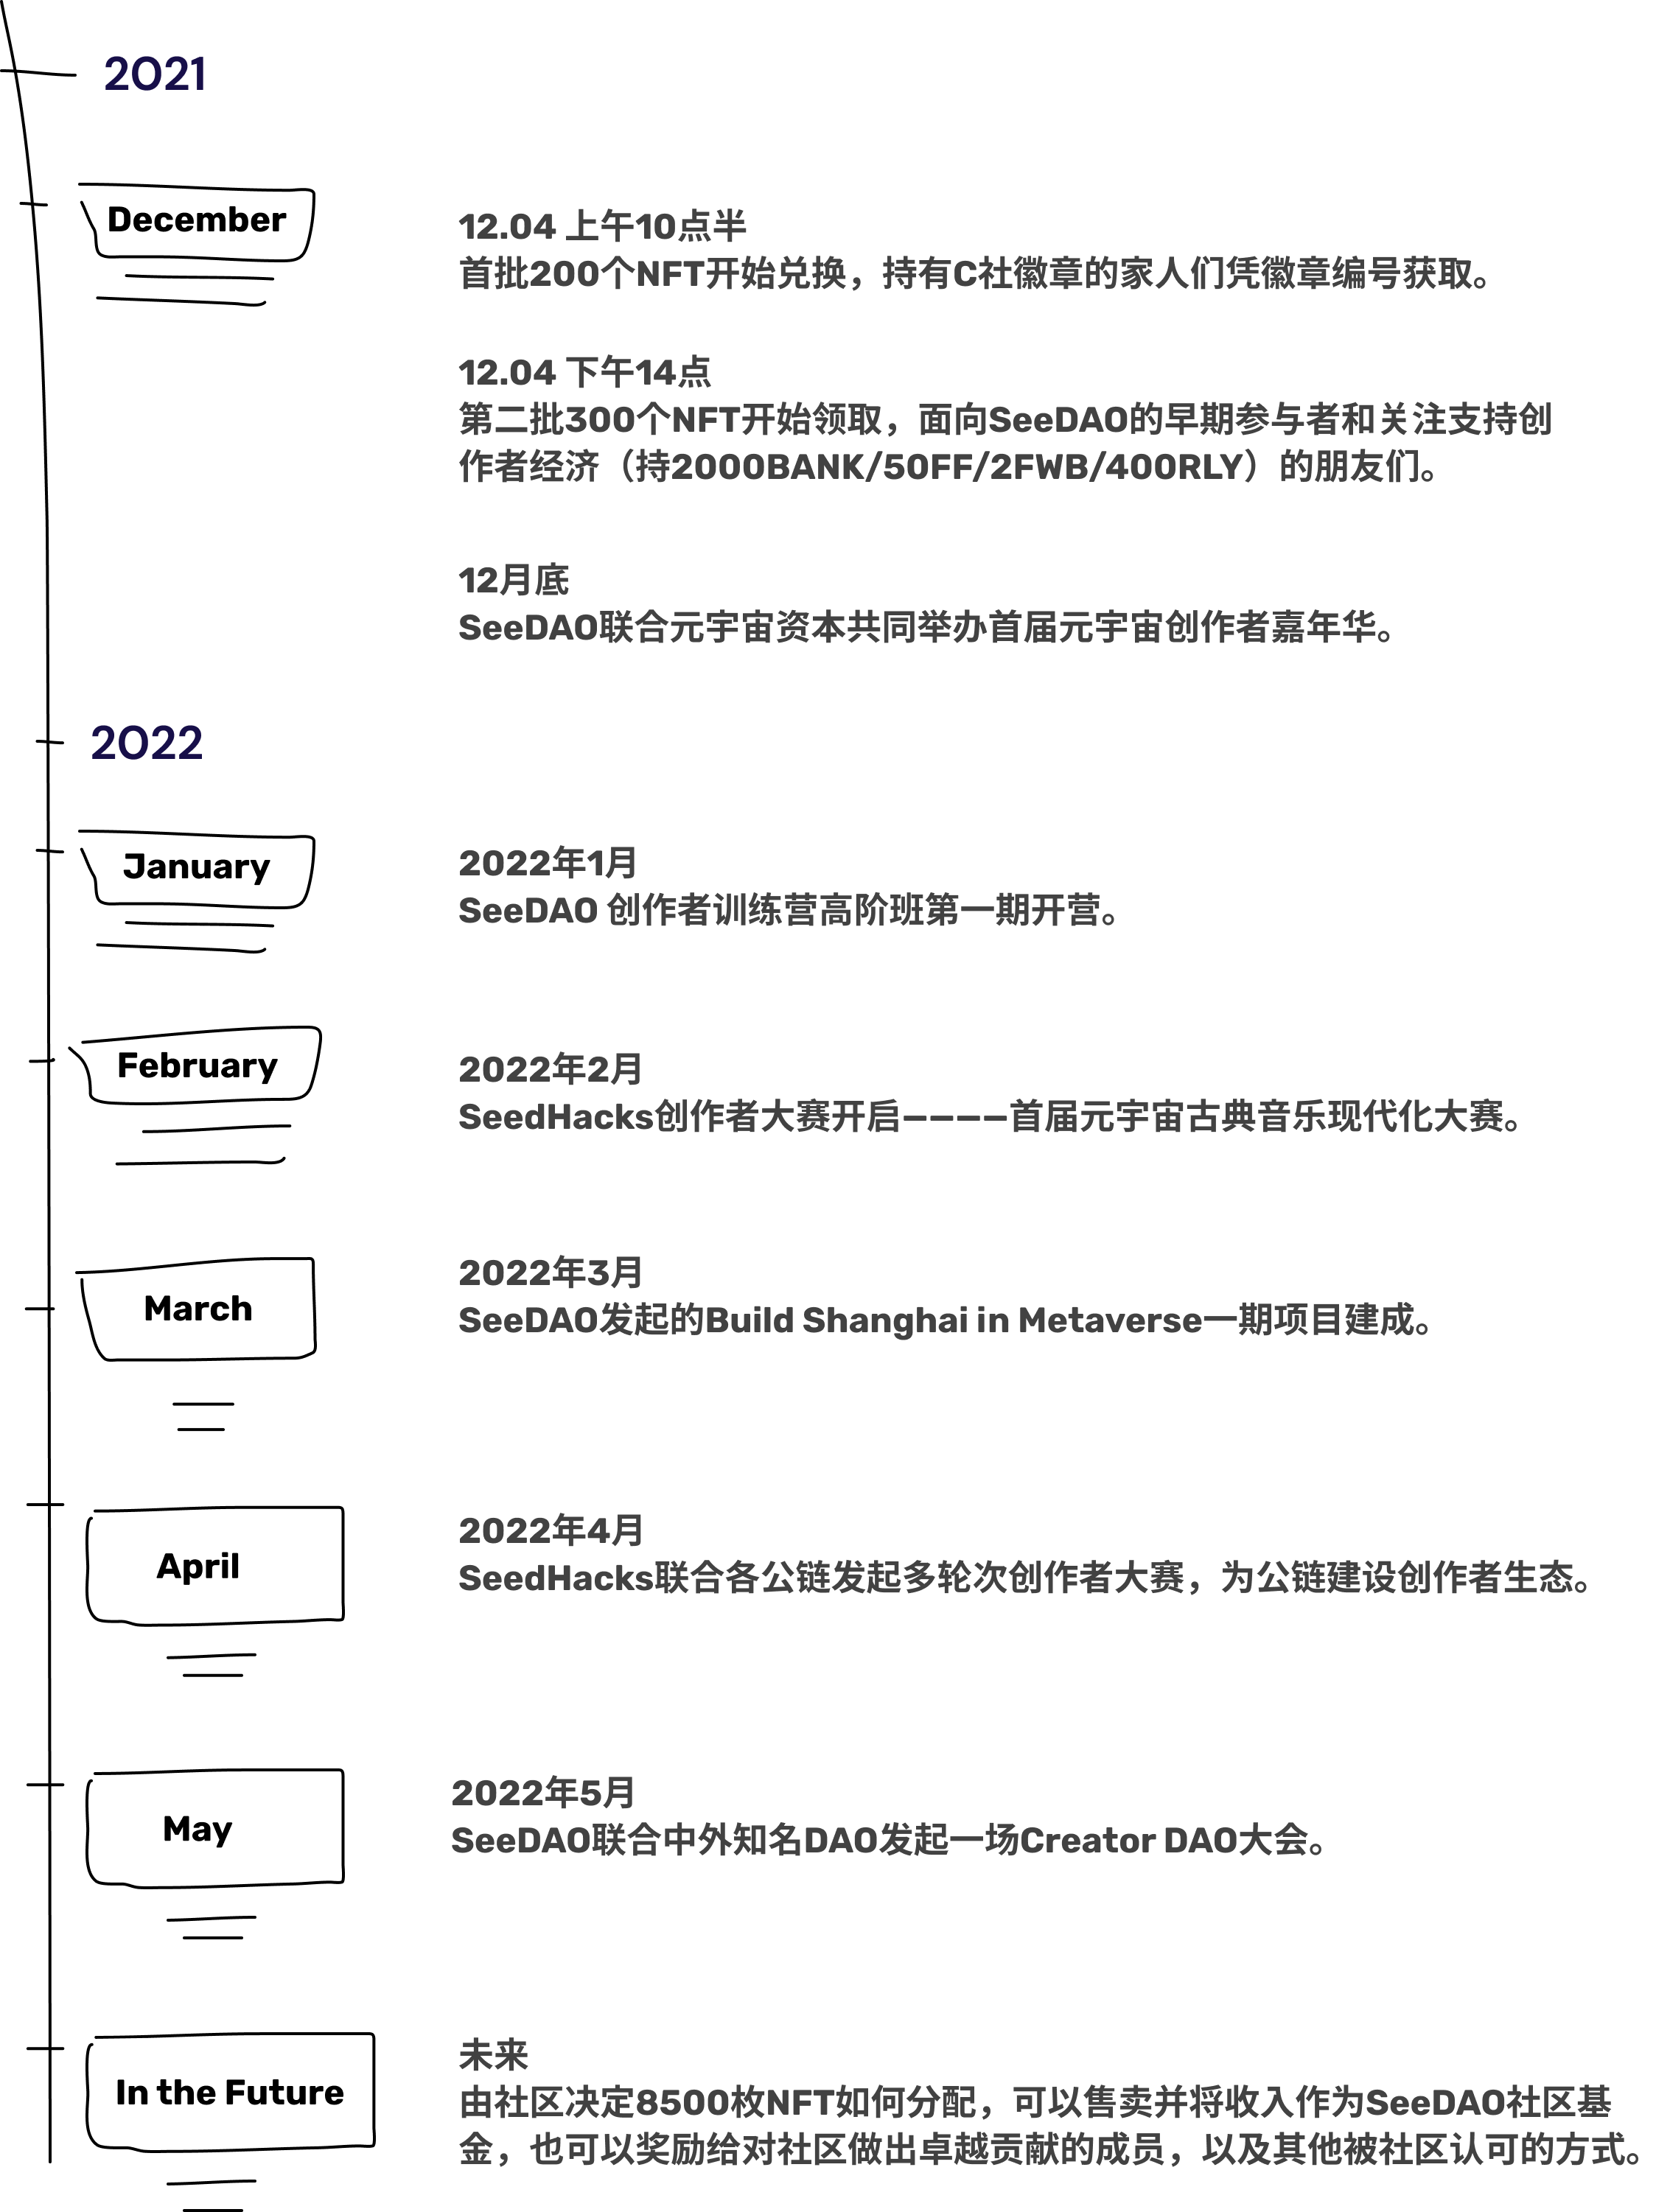 2021
December
12.04 上午10点半
首批200个NFT开始兑换，持有C社徽章的家人们凭徽章编号获取。
12.04 下午14点
第二批300个NFT开始领取，面向SeeDAO的早期参与者和关注支持创
作者经济（持2000BANK/50FF/2FWB/400RLY）的朋友们。
12月底
SeeDAO联合元宇宙资本共同举办首届元宇宙创作者嘉年华。
2022
January
2022年1月
SeeDAO 创作者训练营高阶班第一期开营。
February
2022年2月
SeedHacks创作者大赛开启————首届元宇宙古典音乐现代化大赛。
March
2022年3月
SeeDAO发起的Build Shanghai in Metaverse一期项目建成。
April
2022年4月
SeedHacks联合各公链发起多轮次创作者大赛，为公链建设创作者生态。
May
2022年5月
SeeDAO联合中外知名DAO发起一场Creator DAO大会。
In the Future
未来
由社区决定8500枚NFT如何分配，可以售卖并将收入作为SeeDAO社区基
金，也可以奖励给对社区做出卓越贡献的成员，以及其他被社区认可的方式。